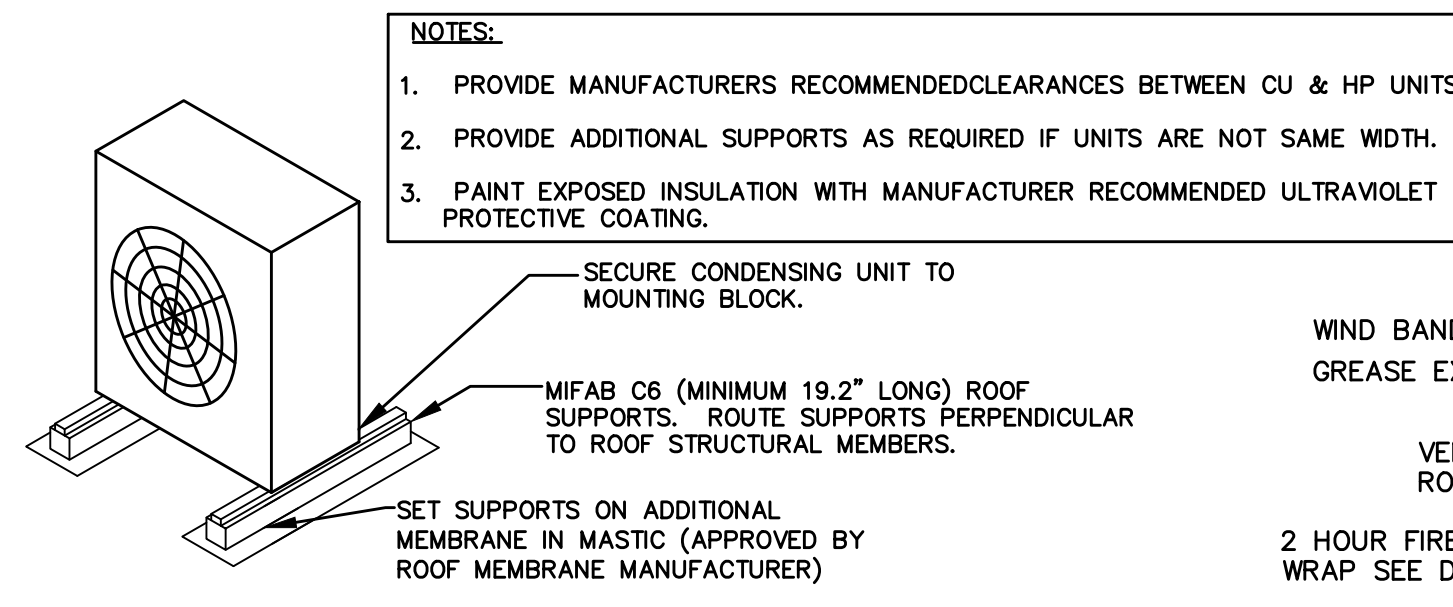 NOTES:
1. PROVIDE MANUFACTURERS RECOMMENDEDCLEARANCES BETWEEN CU & HP UNITS
2. PROVIDE ADDITIONAL SUPPORTS AS REQUIRED IF UNITS ARE NOT SAME WIDTH.
3. PAINT EXPOSED INSULATION WITH MANUFACTURER RECOMMENDED ULTRAVIOLET
PROTECTIVE COATING.
SECURE CONDENSING UNIT TO
MOUNTING BLOCK.
MIFAB C6 (MINIMUM 19.2" LONG) ROOF
SUPPORTS. ROUTE SUPPORTS PERPENDICULAR
TO ROOF STRUCTURAL MEMBERS.
SET SUPPORTS ON ADDITIONAL
MEMBRANE IN MASTIC (APPROVED BY
ROOF MEMBRANE MANUFACTURER)
WIND
GREASE
2 HOUR
WRAP SEE